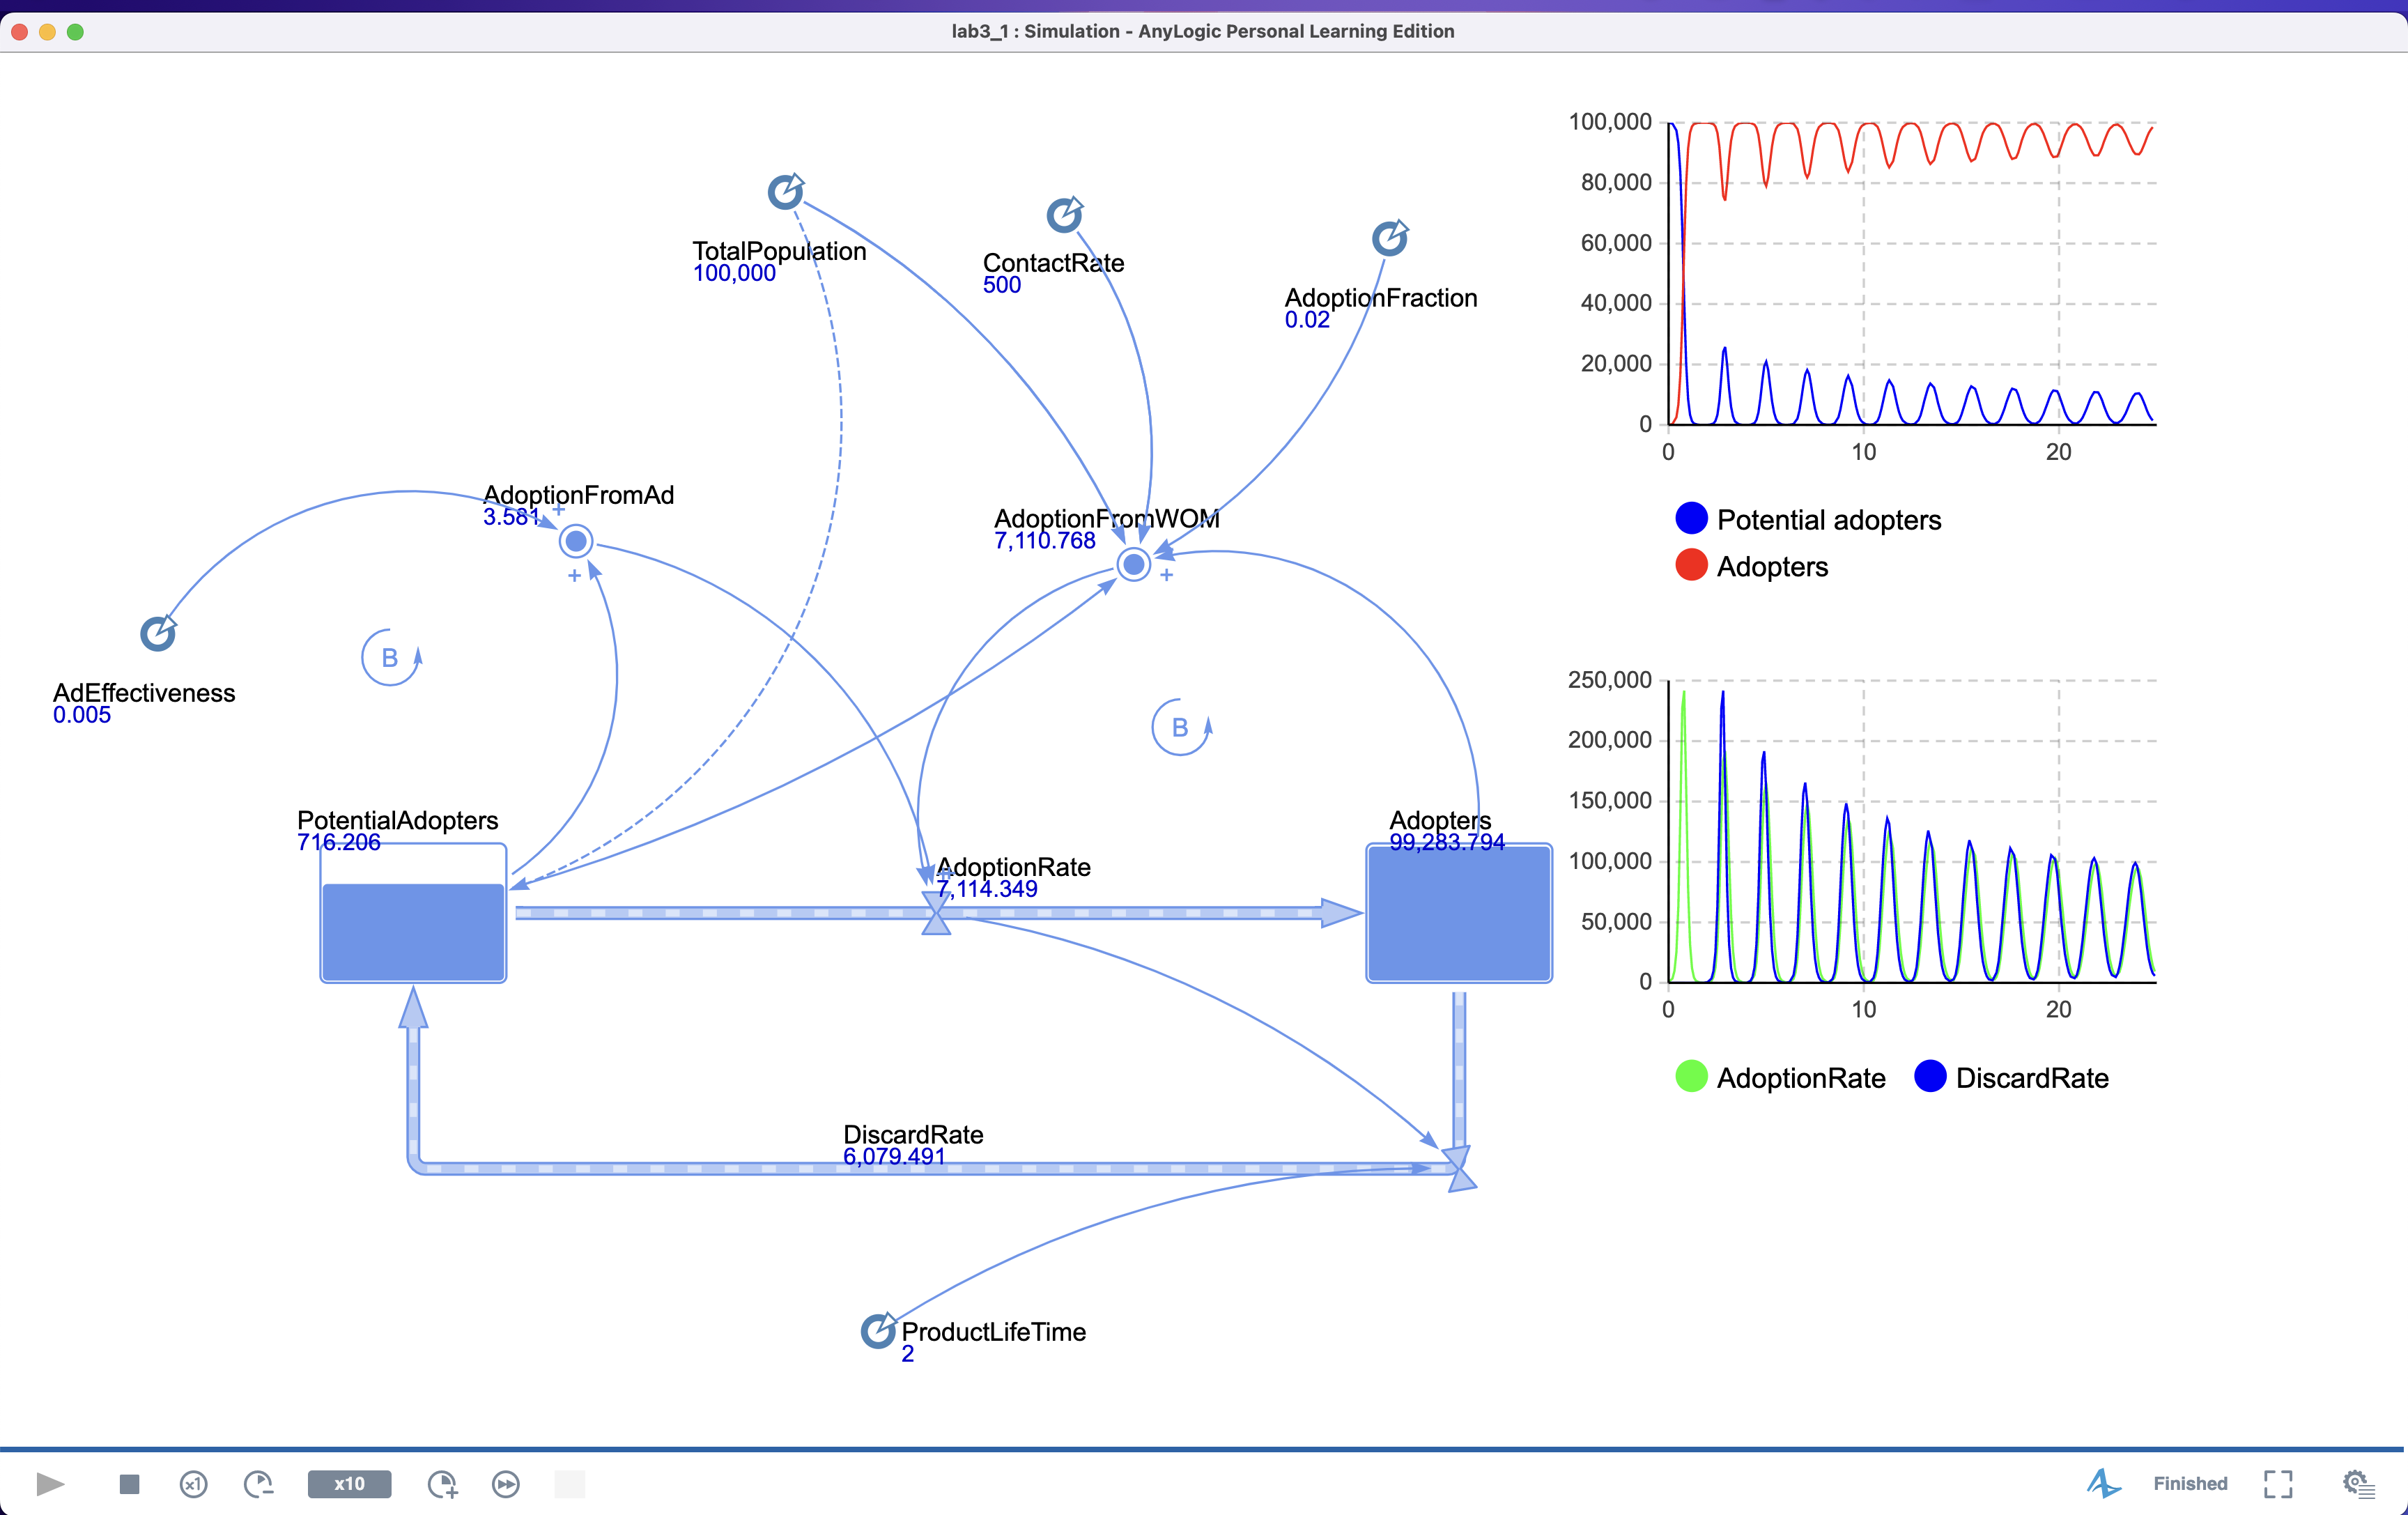 lab3_1 : Simulation - AnyLogic Personal Learning Edition
TotalPopulation
100,000
ContactRate
500
AdoptionFraction
0.02
AdoptionFromAd
3.581
+
+
AdoptionFromWOM
7,110.768
+
AdEffectiveness
0.005
B
B
PotentialAdopters
716.206
AdoptionRate
7,114.349
Adopters
99,283.794
DiscardRate
6,079.491
ProductLifeTime
2
100,000
80,000
60,000
40,000
20,000
0
0 10 20
Potential adopters
Adopters
250,000
200,000
150,000
100,000
50,000
0
0 10 20
AdoptionRate DiscardRate
x1 x10 Finished